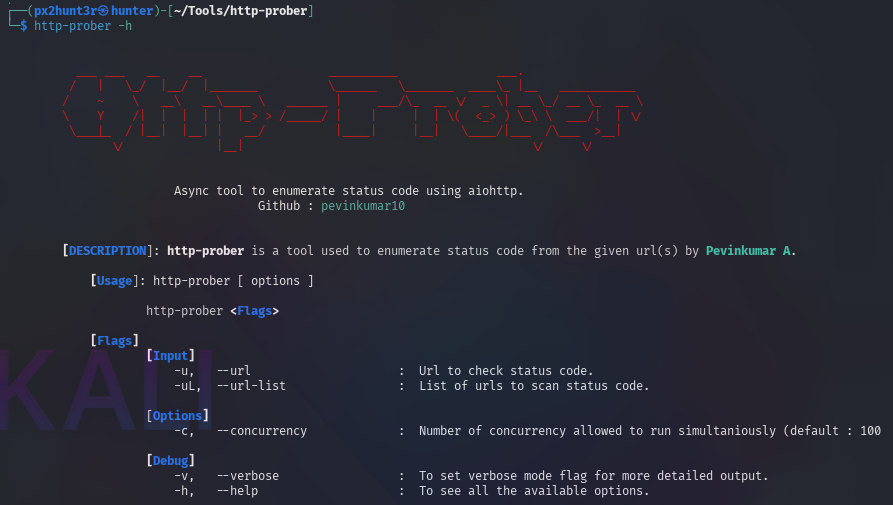 ┌──(px2hunt3r㉿hunter)-[~/Tools/http-prober]
└─$ http-prober -h
Http-Prober
Async tool to enumerate status code using aiohttp.
Github : pevinkumar10
[DESCRIPTION]: http-prober is a tool used to enumerate status code from the given url(s) by Pevinkumar A.
[Usage]: http-prober [ options ]
http-prober <Flags>
[Flags]
[Input]
-u, --url : Url to check status code.
-uL, --url-list : List of urls to scan status code.
[Options]
-c, --concurrency : Number of concurrency allowed to run simultaniously (default : 100
[Debug]
-v, --verbose : To set verbose mode flag for more detailed output.
-h, --help : To see all the available options.
KALI